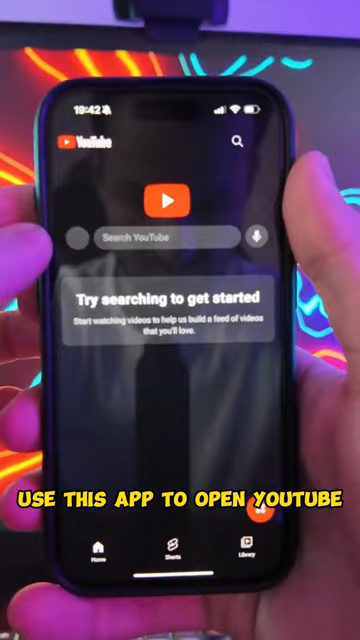 19:42
YouTube
Search YouTube
Try searching to get started
Start watching videos to help us build a feed of videos
that you'll love.
USE THIS APP TO OPEN YOUTUBE
Home
Shorts
Library